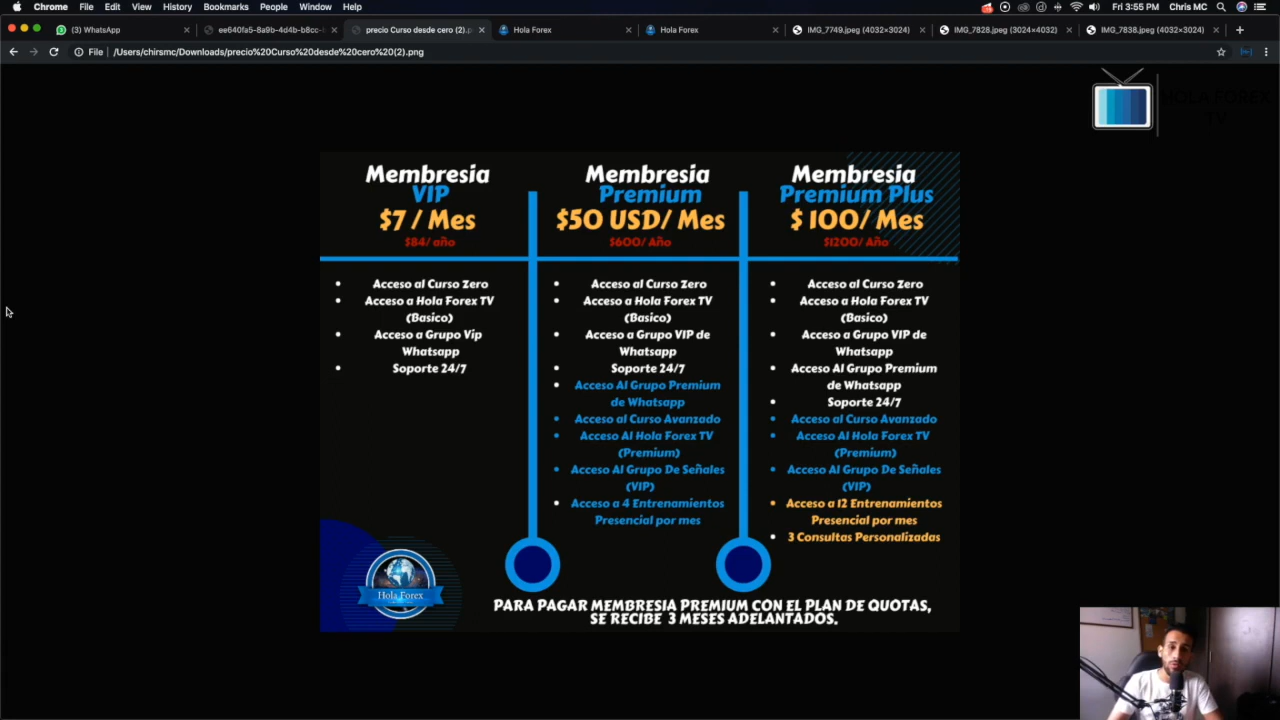 Chrome File Edit View History Bookmarks People Window Help Fri 3:55 PM Chris MC
(3) WhatsApp
ee640fa5-8a9b-4d4b-b8cc-
precio Curso desde cero (2).p
Hola Forex
Hola Forex
IMG_7749.jpeg (4032×3024)
IMG_7828.jpeg (3024×4032)
IMG_7838.jpeg (4032×3024)
File /Users/chirsmc/Downloads/precio%20Curso%20desde%20cero%20(2).png
HOLA FOREX
TV
Membresia
VIP
$7 / Mes
$84/ año
Acceso al Curso Zero
Acceso a Hola Forex TV
(Basico)
Acceso a Grupo Vip
Whatsapp
Soporte 24/7
Membresia
Premium
$50 USD/ Mes
$600/ Año
Acceso al Curso Zero
Acceso a Hola Forex TV
(Basico)
Acceso a Grupo VIP de
Whatsapp
Soporte 24/7
Acceso Al Grupo Premium
de Whatsapp
Acceso al Curso Avanzado
Acceso Al Hola Forex TV
(Premium)
Acceso Al Grupo De Señales
(VIP)
Acceso a 4 Entrenamientos
Presencial por mes
Membresia
Premium Plus
$ 100/ Mes
$1200/ Año
Acceso al Curso Zero
Acceso a Hola Forex TV
(Basico)
Acceso a Grupo VIP de
Whatsapp
Acceso Al Grupo Premium
de Whatsapp
Soporte 24/7
Acceso al Curso Avanzado
Acceso Al Hola Forex TV
(Premium)
Acceso Al Grupo De Señales
(VIP)
Acceso a 12 Entrenamientos
Presencial por mes
3 Consultas Personalizadas
Hola Forex
PARA PAGAR MEMBRESIA PREMIUM CON EL PLAN DE QUOTAS,
SE RECIBE 3 MESES ADELANTADOS.